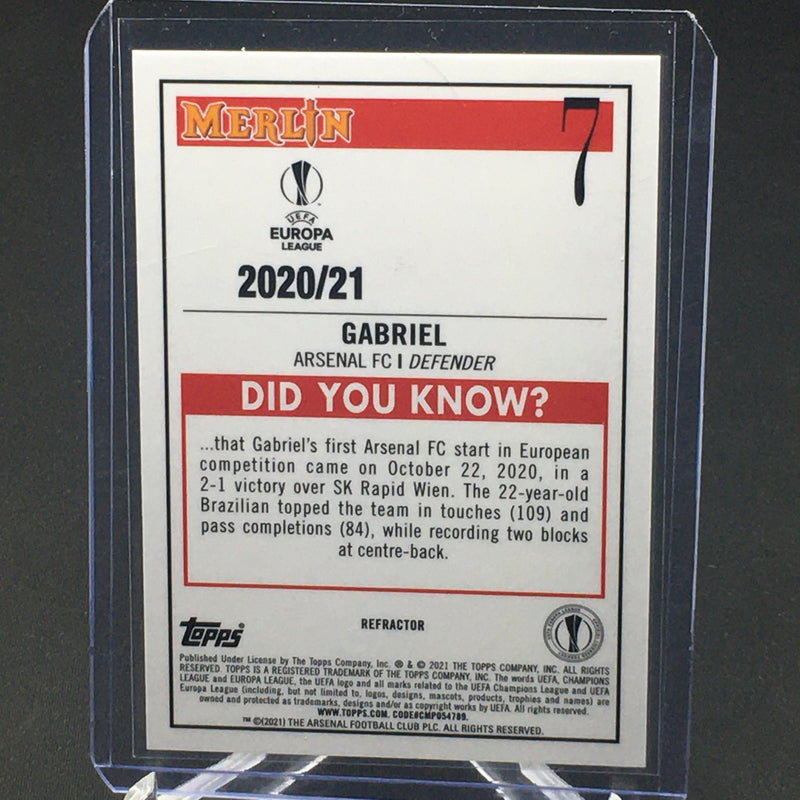 MERLIN
7
UEFA
EUROPA
LEAGUE
2020/21
GABRIEL
ARSENAL FC I DEFENDER
DID YOU KNOW?
...that Gabriel's first Arsenal FC start in European
competition came on October 22, 2020, in a
2-1 victory over SK Rapid Wien. The 22-year-old
Brazilian topped the team in touches (109) and
pass completions (84), while recording two blocks
at centre-back.
topps
REFRACTOR
Published Under License by The Topps Company, Inc. ® & © 2021 THE TOPPS COMPANY, INC. ALL RIGHTS
RESERVED. TOPPS IS A REGISTERED TRADEMARK OF THE TOPPS COMPANY, INC. The words UEFA, CHAMPIONS
LEAGUE and EUROPA LEAGUE, the UEFA logo and all marks related to the UEFA Champions League and UEFA
Europa League (including, but not limited to, logos, designs, mascots, products, trophies and names) are
owned and protected as trademarks, designs and/or as copyright works by UEFA. All rights reserved.
WWW.TOPPS.COM. CODE#CMP054789.
™ ©(2021) THE ARSENAL FOOTBALL CLUB PLC. ALL RIGHTS RESERVED.